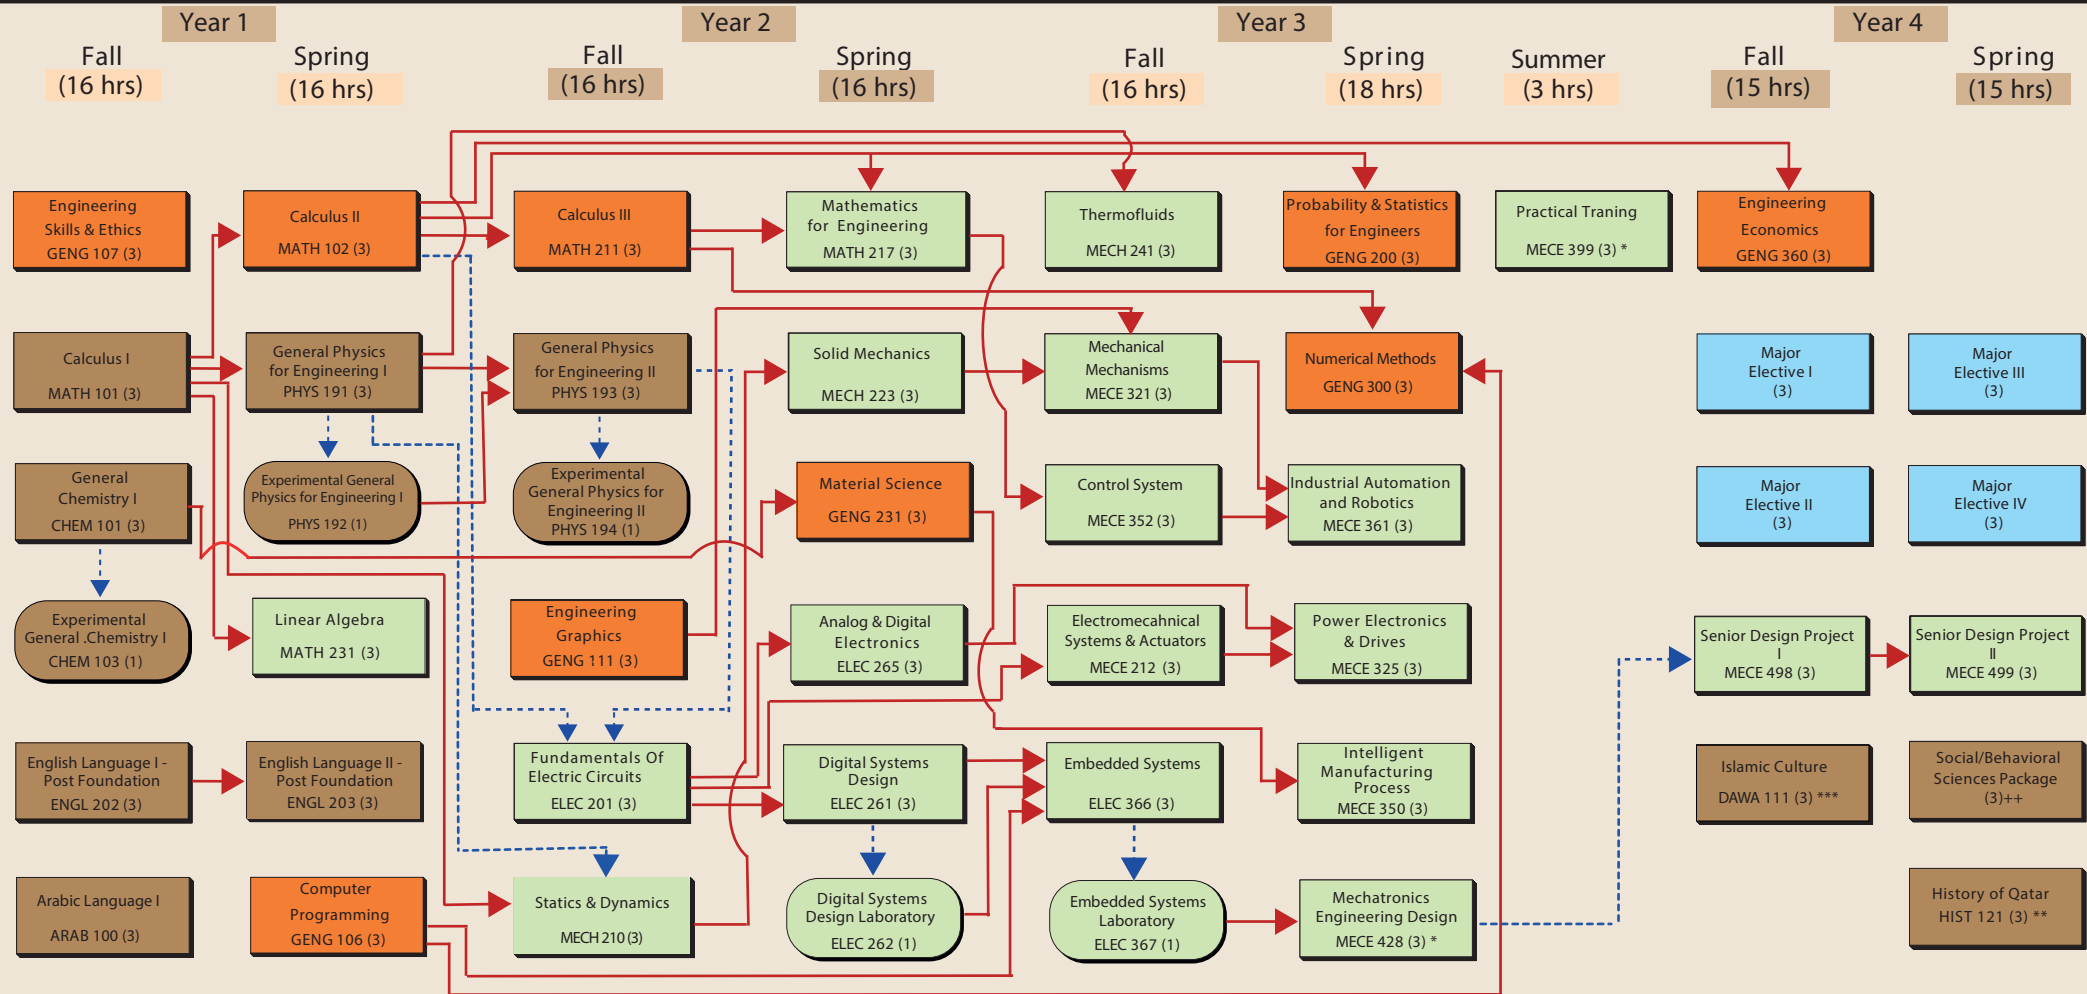 Year 1
Year 2
Year 3
Year 4
Fall
(16 hrs)
Spring
(16 hrs)
Fall
(16 hrs)
Spring
(16 hrs)
Fall
(16 hrs)
Spring
(18 hrs)
Summer
(3 hrs)
Fall
(15 hrs)
Spring
(15 hrs)
Engineering
Skills & Ethics
GENG 107 (3)
Calculus II
MATH 102 (3)
Calculus III
MATH 211 (3)
Mathematics
for Engineering
MATH 217 (3)
Thermofluids
MECH 241 (3)
Probability & Statistics
for Engineers
GENG 200 (3)
Practical Traning
MECE 399 (3) *
Engineering
Economics
GENG 360 (3)
Calculus I
MATH 101 (3)
General Physics
for Engineering I
PHYS 191 (3)
General Physics
for Engineering II
PHYS 193 (3)
Solid Mechanics
MECH 223 (3)
Mechanical
Mechanisms
MECE 321 (3)
Numerical Methods
GENG 300 (3)
Major
Elective I
(3)
Major
Elective III
(3)
General
Chemistry I
CHEM 101 (3)
Experimental General
Physics for Engineering I
PHYS 192 (1)
Experimental
General Physics for
Engineering II
PHYS 194 (1)
Material Science
GENG 231 (3)
Control System
MECE 352 (3)
Industrial Automation
and Robotics
MECE 361 (3)
Major
Elective II
(3)
Major
Elective IV
(3)
Experimental
General .Chemistry I
CHEM 103 (1)
Linear Algebra
MATH 231 (3)
Engineering
Graphics
GENG 111 (3)
Analog & Digital
Electronics
ELEC 265 (3)
Electromecahnical
Systems & Actuators
MECE 212 (3)
Power Electronics
& Drives
MECE 325 (3)
Senior Design Project
I
MECE 498 (3)
Senior Design Project
II
MECE 499 (3)
English Language I -
Post Foundation
ENGL 202 (3)
English Language II -
Post Foundation
ENGL 203 (3)
Fundamentals Of
Electric Circuits
ELEC 201 (3)
Digital Systems
Design
ELEC 261 (3)
Embedded Systems
ELEC 366 (3)
Intelligent
Manufacturing
Process
MECE 350 (3)
Islamic Culture
DAWA 111 (3) ***
Social/Behavioral
Sciences Package
(3)++
Arabic Language I
ARAB 100 (3)
Computer
Programming
GENG 106 (3)
Statics & Dynamics
MECH 210 (3)
Digital Systems
Design Laboratory
ELEC 262 (1)
Embedded Systems
Laboratory
ELEC 367 (1)
Mechatronics
Engineering Design
MECE 428 (3) *
History of Qatar
HIST 121 (3) **